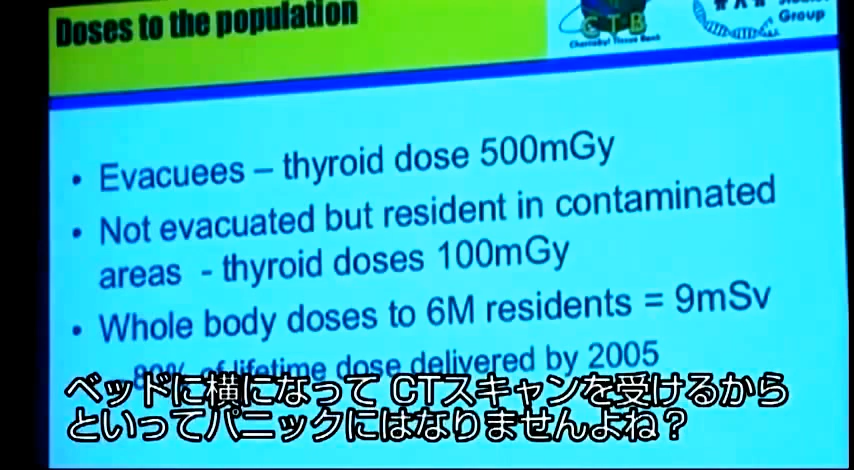 Doses to the population
CTB
Chernobyl Tissue Bank
Group
• Evacuees – thyroid dose 500mGy
• Not evacuated but resident in contaminated
areas - thyroid doses 100mGy
• Whole body doses to 6M residents = 9mSv
80% of lifetime dose delivered by 2005
ベッドに横になって CTスキャンを受けるから
といってパニックにはなりませんよね？